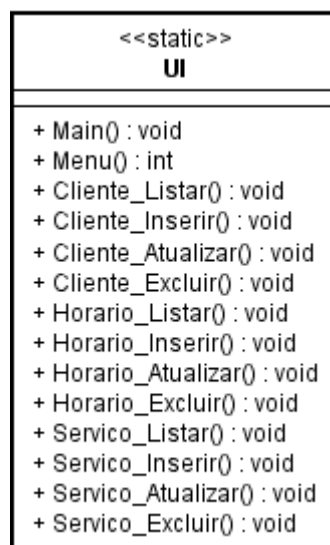 <<static>>
UI
+ Main() : void
+ Menu() : int
+ Cliente_Listar() : void
+ Cliente_Inserir() : void
+ Cliente_Atualizar() : void
+ Cliente_Excluir() : void
+ Horario_Listar() : void
+ Horario_Inserir() : void
+ Horario_Atualizar() : void
+ Horario_Excluir() : void
+ Servico_Listar() : void
+ Servico_Inserir() : void
+ Servico_Atualizar() : void
+ Servico_Excluir() : void